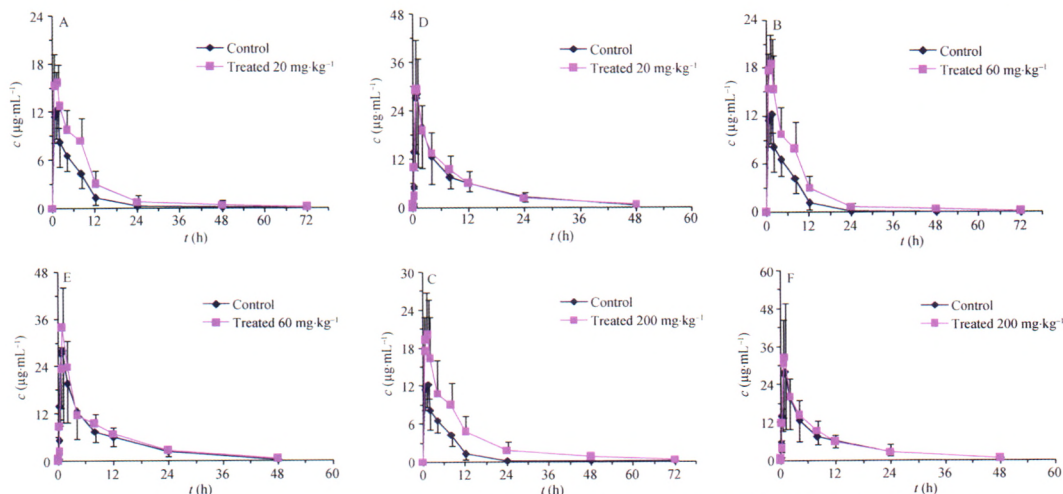 A
24
18
12
6
0
c (μg·mL⁻¹)
Control
Treated 20 mg·kg⁻¹
0 12 24 36 48 60 72
t (h)
D
48
36
24
12
0
c (μg·mL⁻¹)
Control
Treated 20 mg·kg⁻¹
0 12 24 36 48 60
t (h)
B
24
18
12
6
0
c (μg·mL⁻¹)
Control
Treated 60 mg·kg⁻¹
0 12 24 36 48 60 72
t (h)
E
48
36
24
12
0
c (μg·mL⁻¹)
Control
Treated 60 mg·kg⁻¹
0 12 24 36 48 60
t (h)
C
30
24
18
12
6
0
c (μg·mL⁻¹)
Control
Treated 200 mg·kg⁻¹
0 12 24 36 48 60 72
t (h)
F
60
48
36
24
12
0
c (μg·mL⁻¹)
Control
Treated 200 mg·kg⁻¹
0 12 24 36 48 60
t (h)